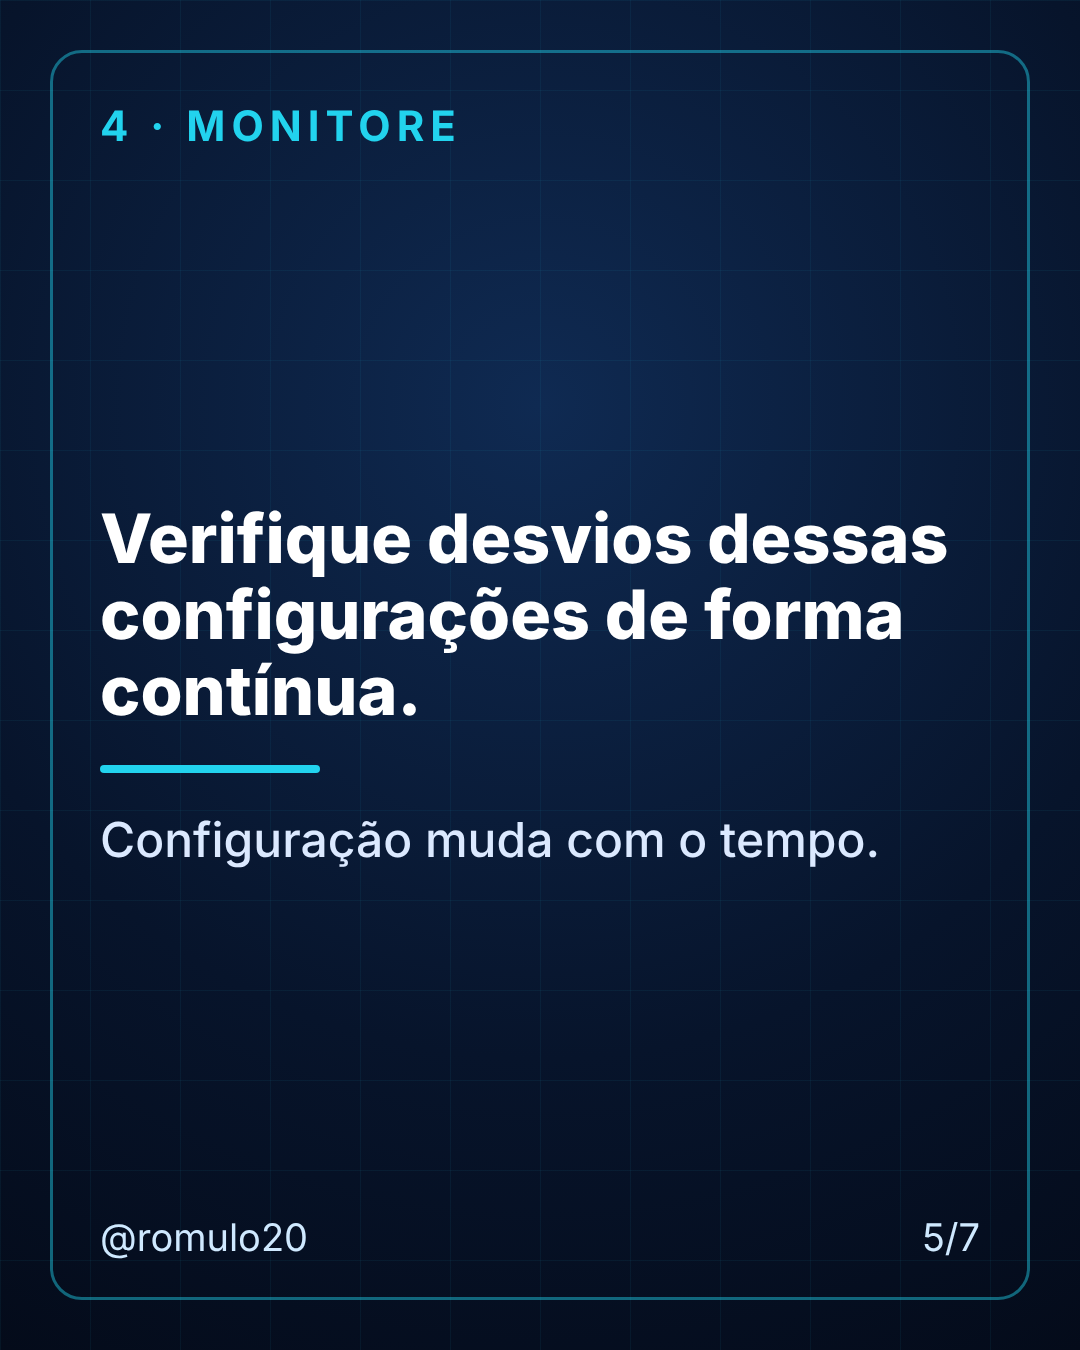 4 · MONITORE
Verifique desvios dessas
configurações de forma
contínua.
Configuração muda com o tempo.
@romulo20
5/7